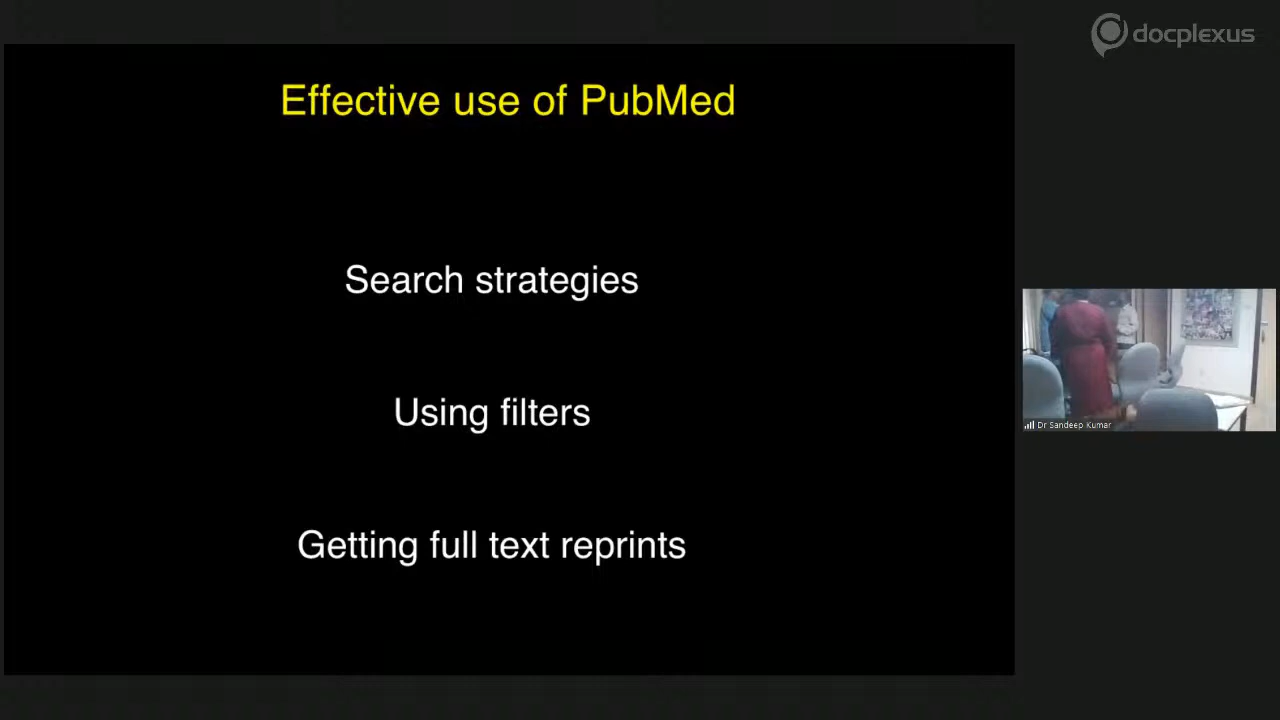 docplexus
Effective use of PubMed
Search strategies
Using filters
Getting full text reprints
Dr Sandeep Kumar